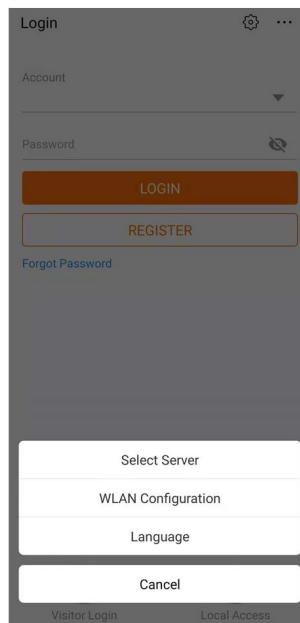 Login
Account
Password
LOGIN
REGISTER
Forgot Password
Select Server
WLAN Configuration
Language
Cancel
Visitor Login
Local Access